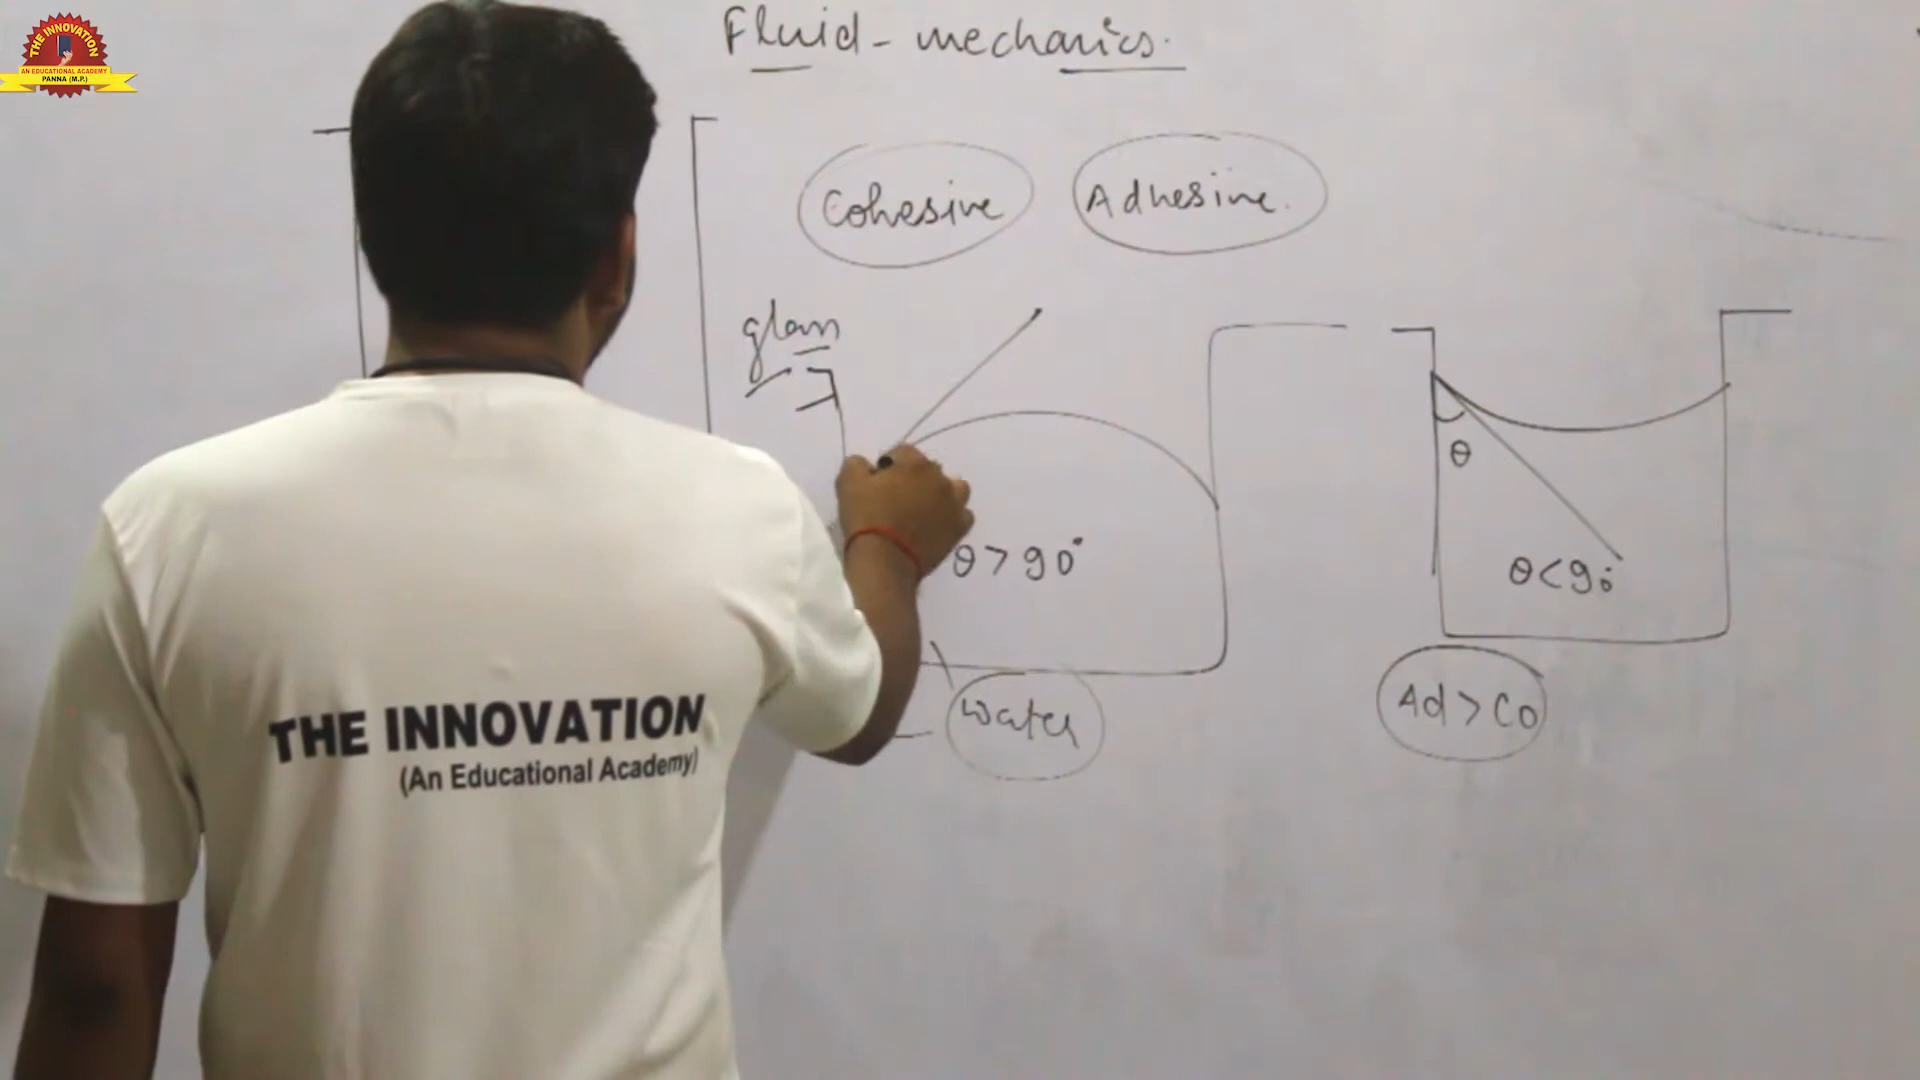 THE INNOVATION
AN EDUCATIONAL ACADEMY
PANNA (M.P.)
Fluid - mechanics.
Cohesive
Adhesive.
glass
θ
θ > 90°
θ < 90°
water
Ad > Co
THE INNOVATION
(An Educational Academy)